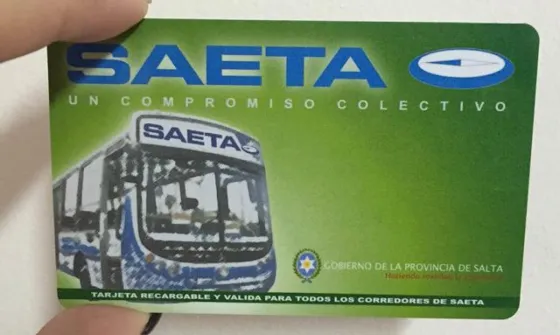 SAETA
UN COMPROMISO COLECTIVO
SAETA
GOBIERNO DE LA PROVINCIA DE SALTA
TARJETA RECARGABLE Y VALIDA PARA TODOS LOS CORREDORES DE SAETA